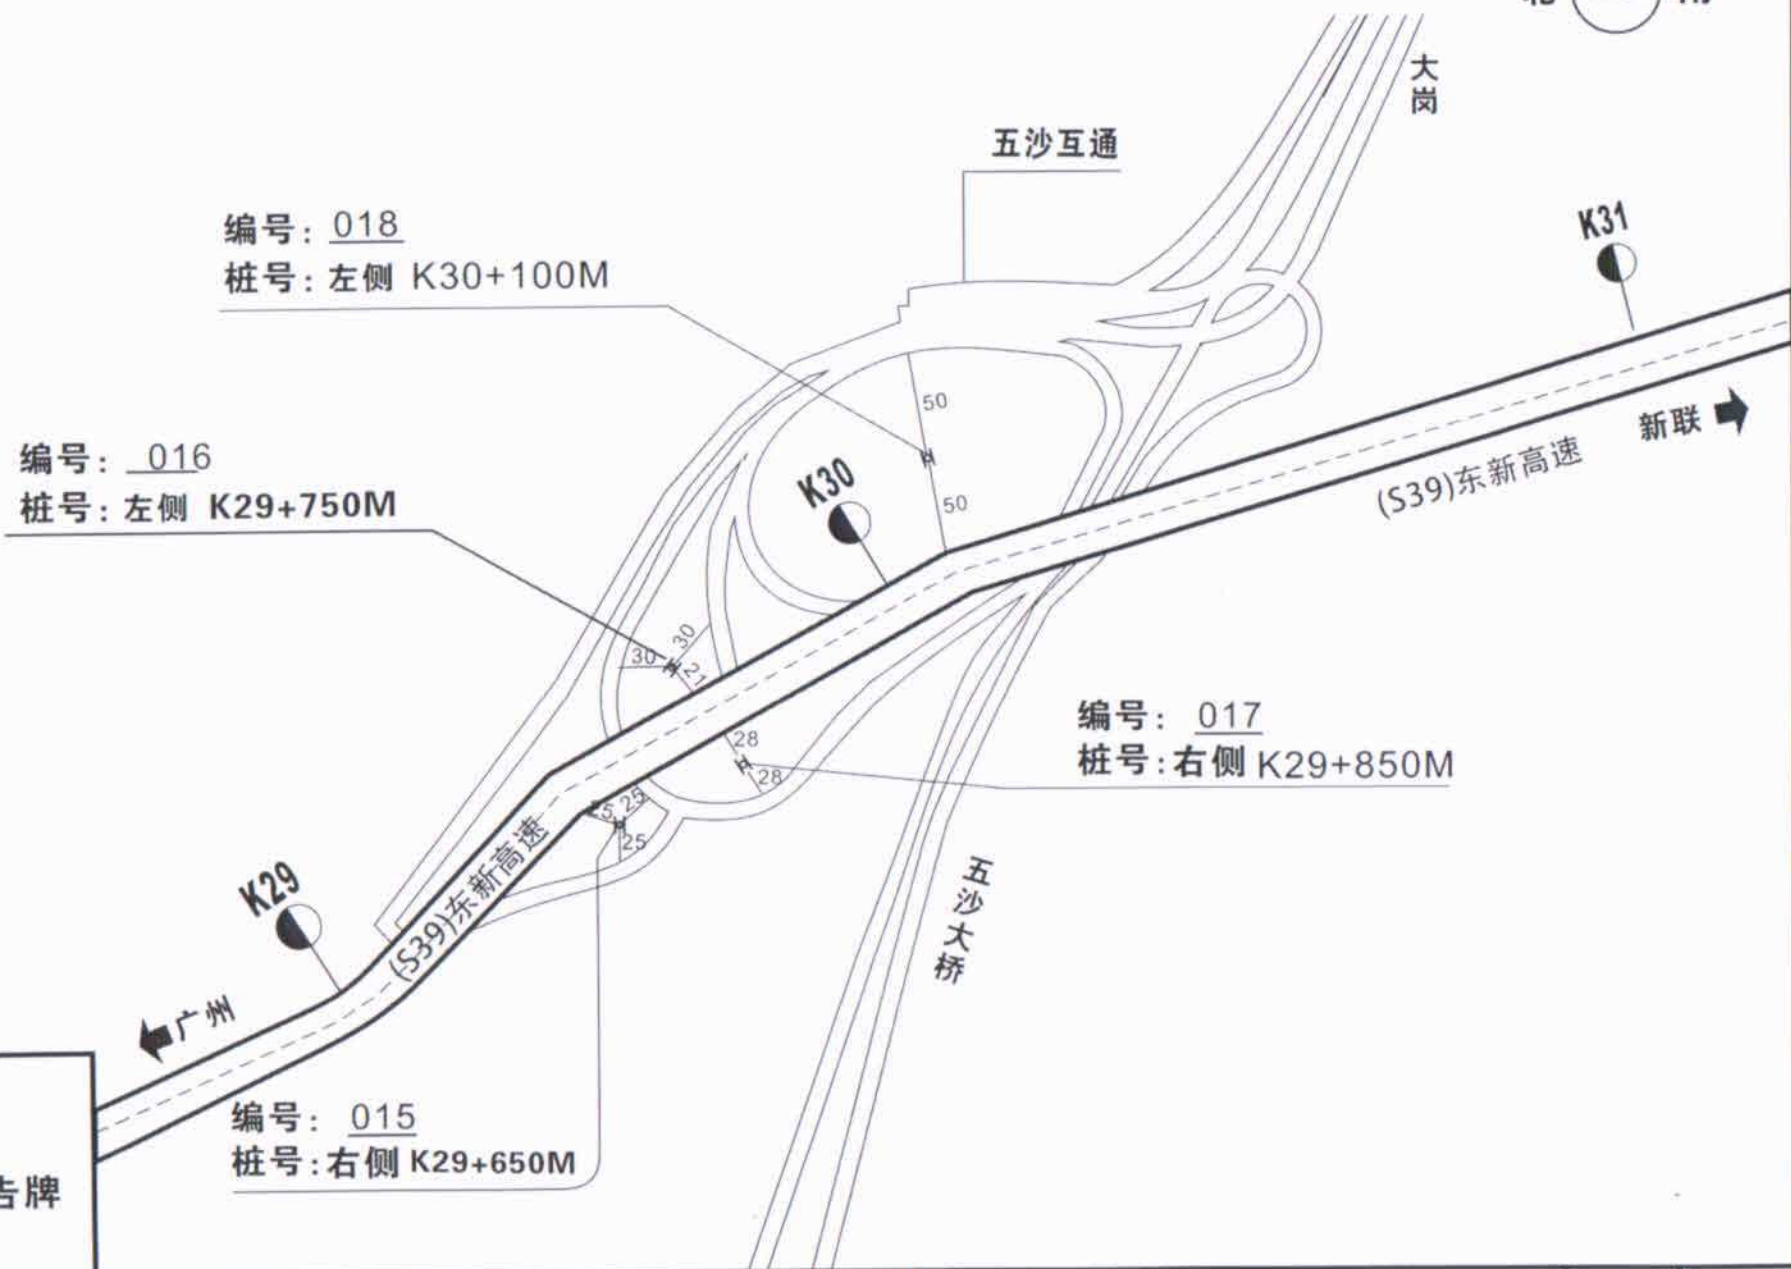 大岗
五沙互通
K31
编号: 018
桩号: 左侧 K30+100M
50
新联
(S39)东新高速
编号: 016
桩号: 左侧 K29+750M
K30
50
30
30
21
编号: 017
桩号: 右侧 K29+850M
28
28
25
25
25
(S39)东新高速
五沙大桥
K29
广州
编号: 015
桩号: 右侧 K29+650M
告牌